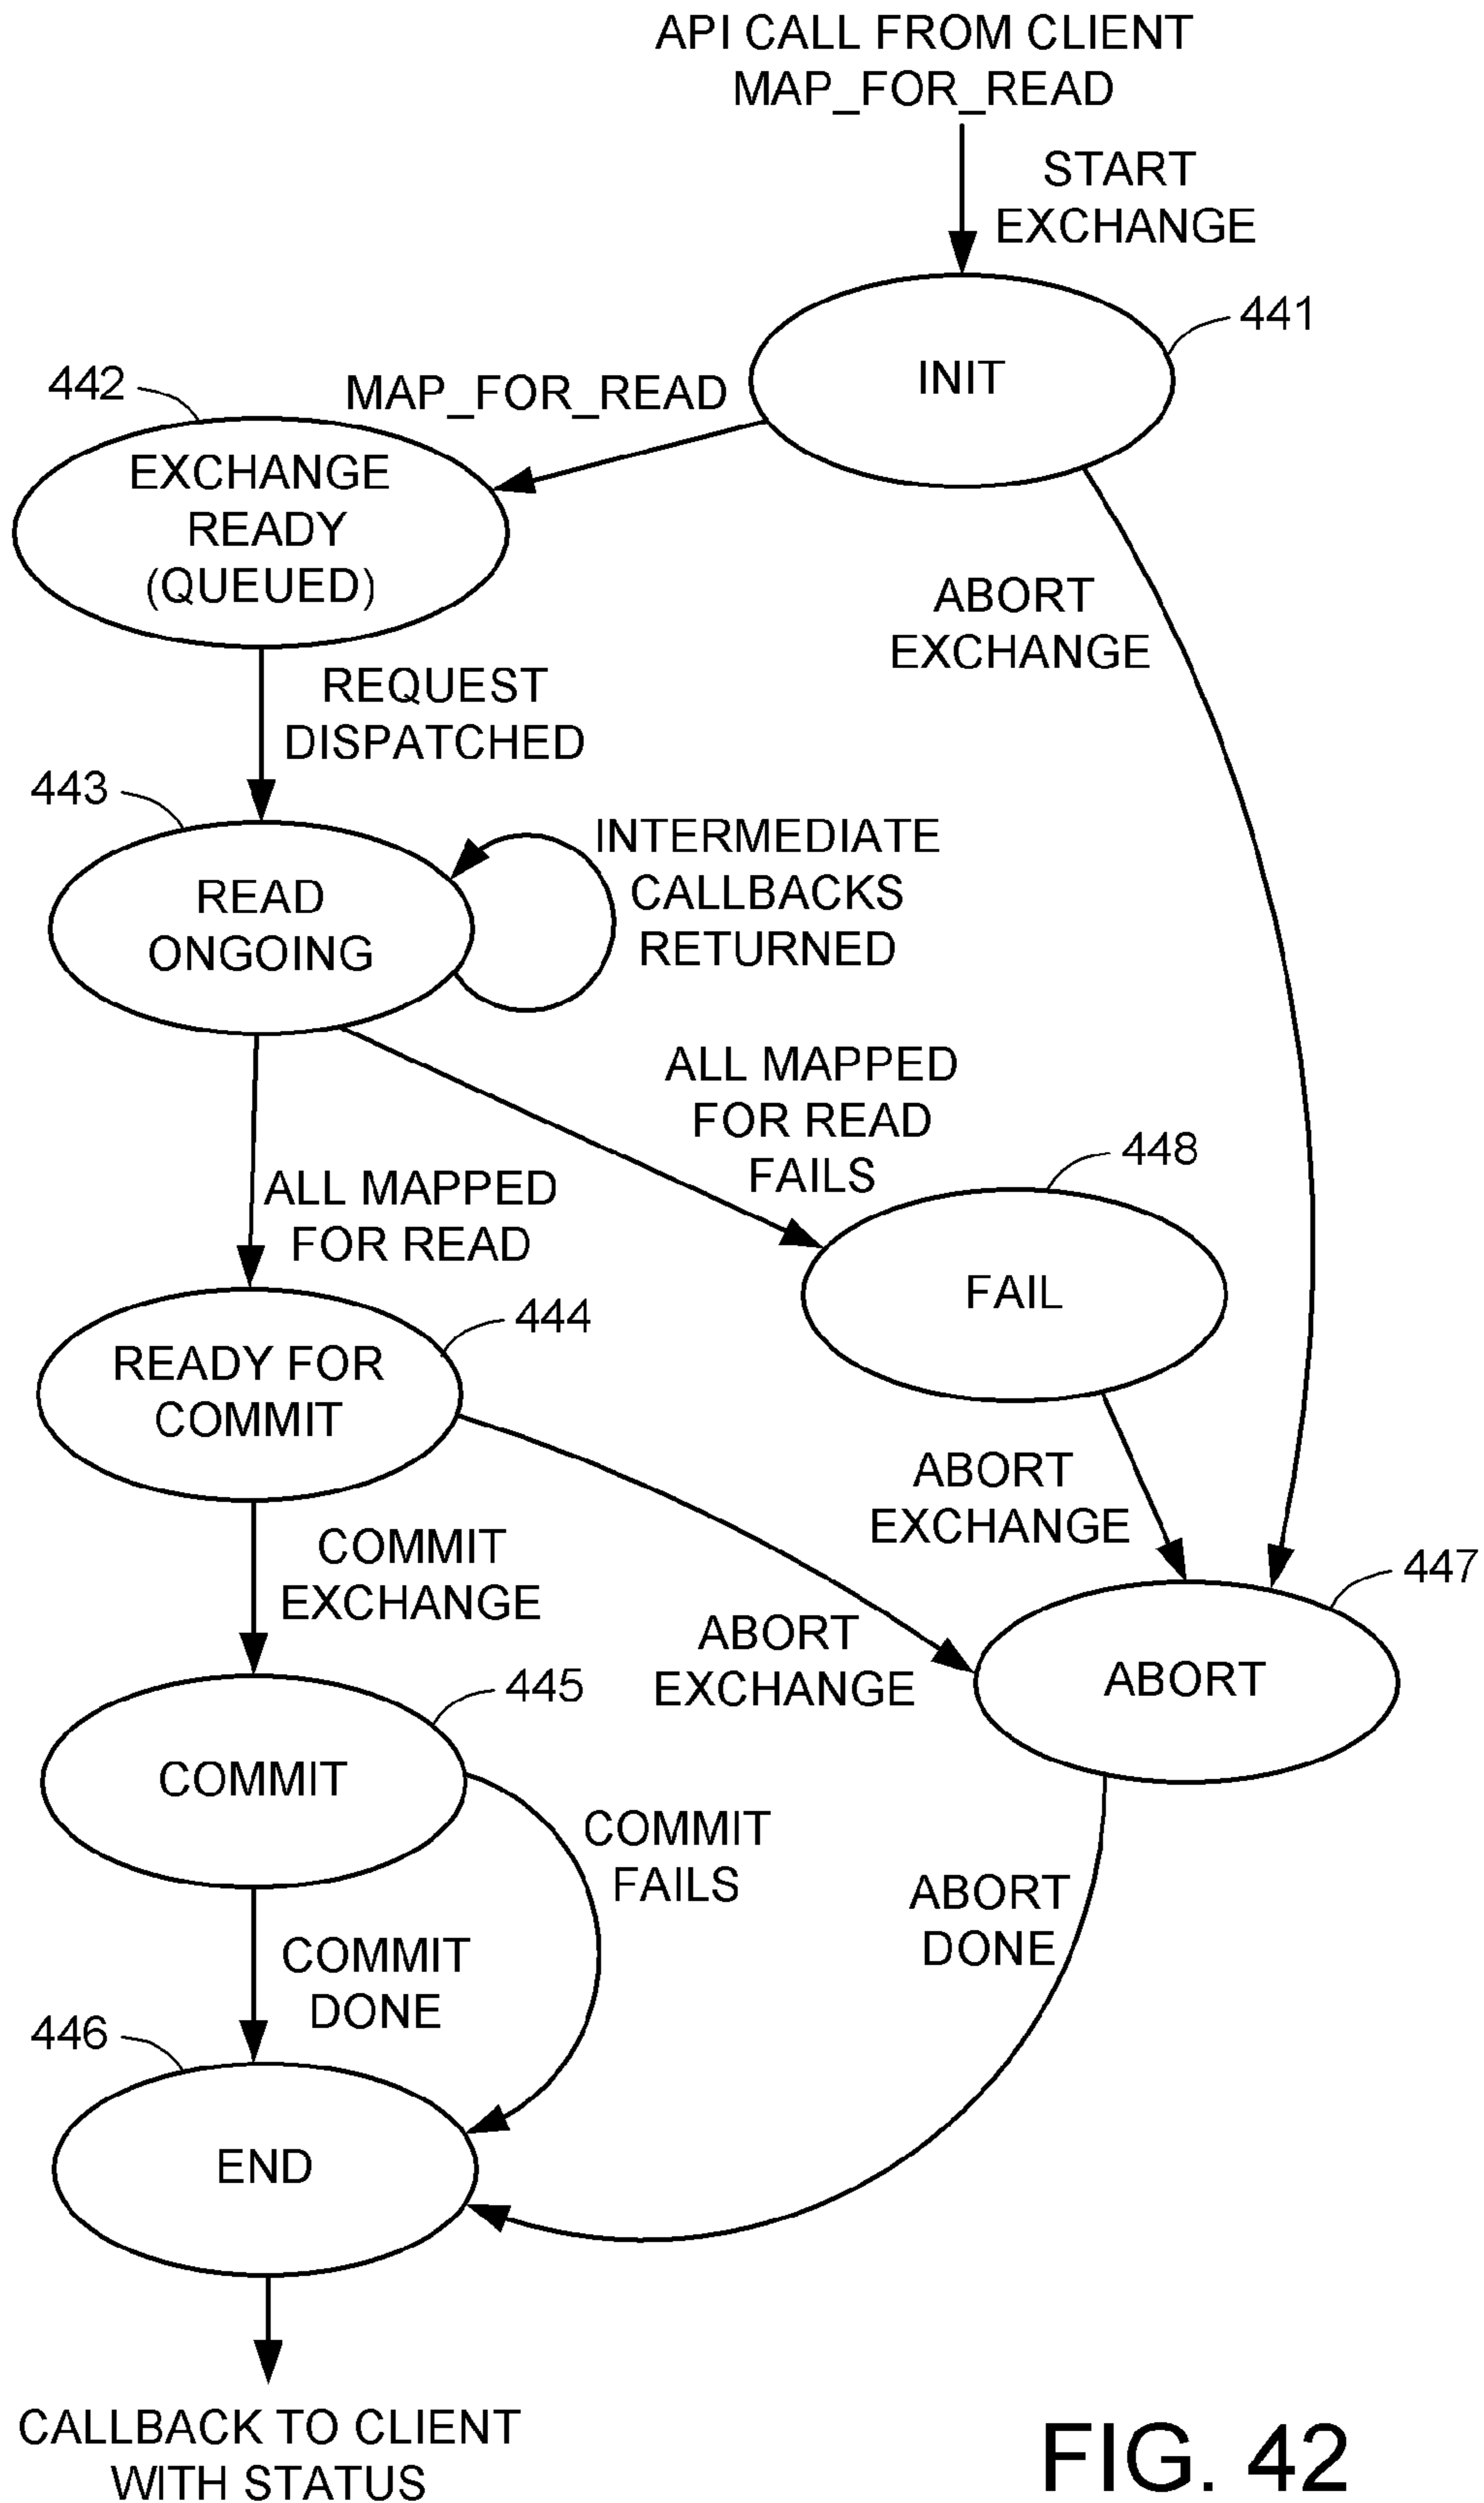 API CALL FROM CLIENT
MAP_FOR_READ
START
EXCHANGE
441
INIT
442
MAP_FOR_READ
EXCHANGE
READY
(QUEUED)
ABORT
EXCHANGE
REQUEST
DISPATCHED
443
READ
ONGOING
INTERMEDIATE
CALLBACKS
RETURNED
ALL MAPPED
FOR READ
FAILS
448
ALL MAPPED
FOR READ
FAIL
444
READY FOR
COMMIT
ABORT
EXCHANGE
COMMIT
EXCHANGE
447
ABORT
EXCHANGE
ABORT
445
COMMIT
COMMIT
FAILS
ABORT
DONE
COMMIT
DONE
446
END
CALLBACK TO CLIENT
WITH STATUS
FIG. 42